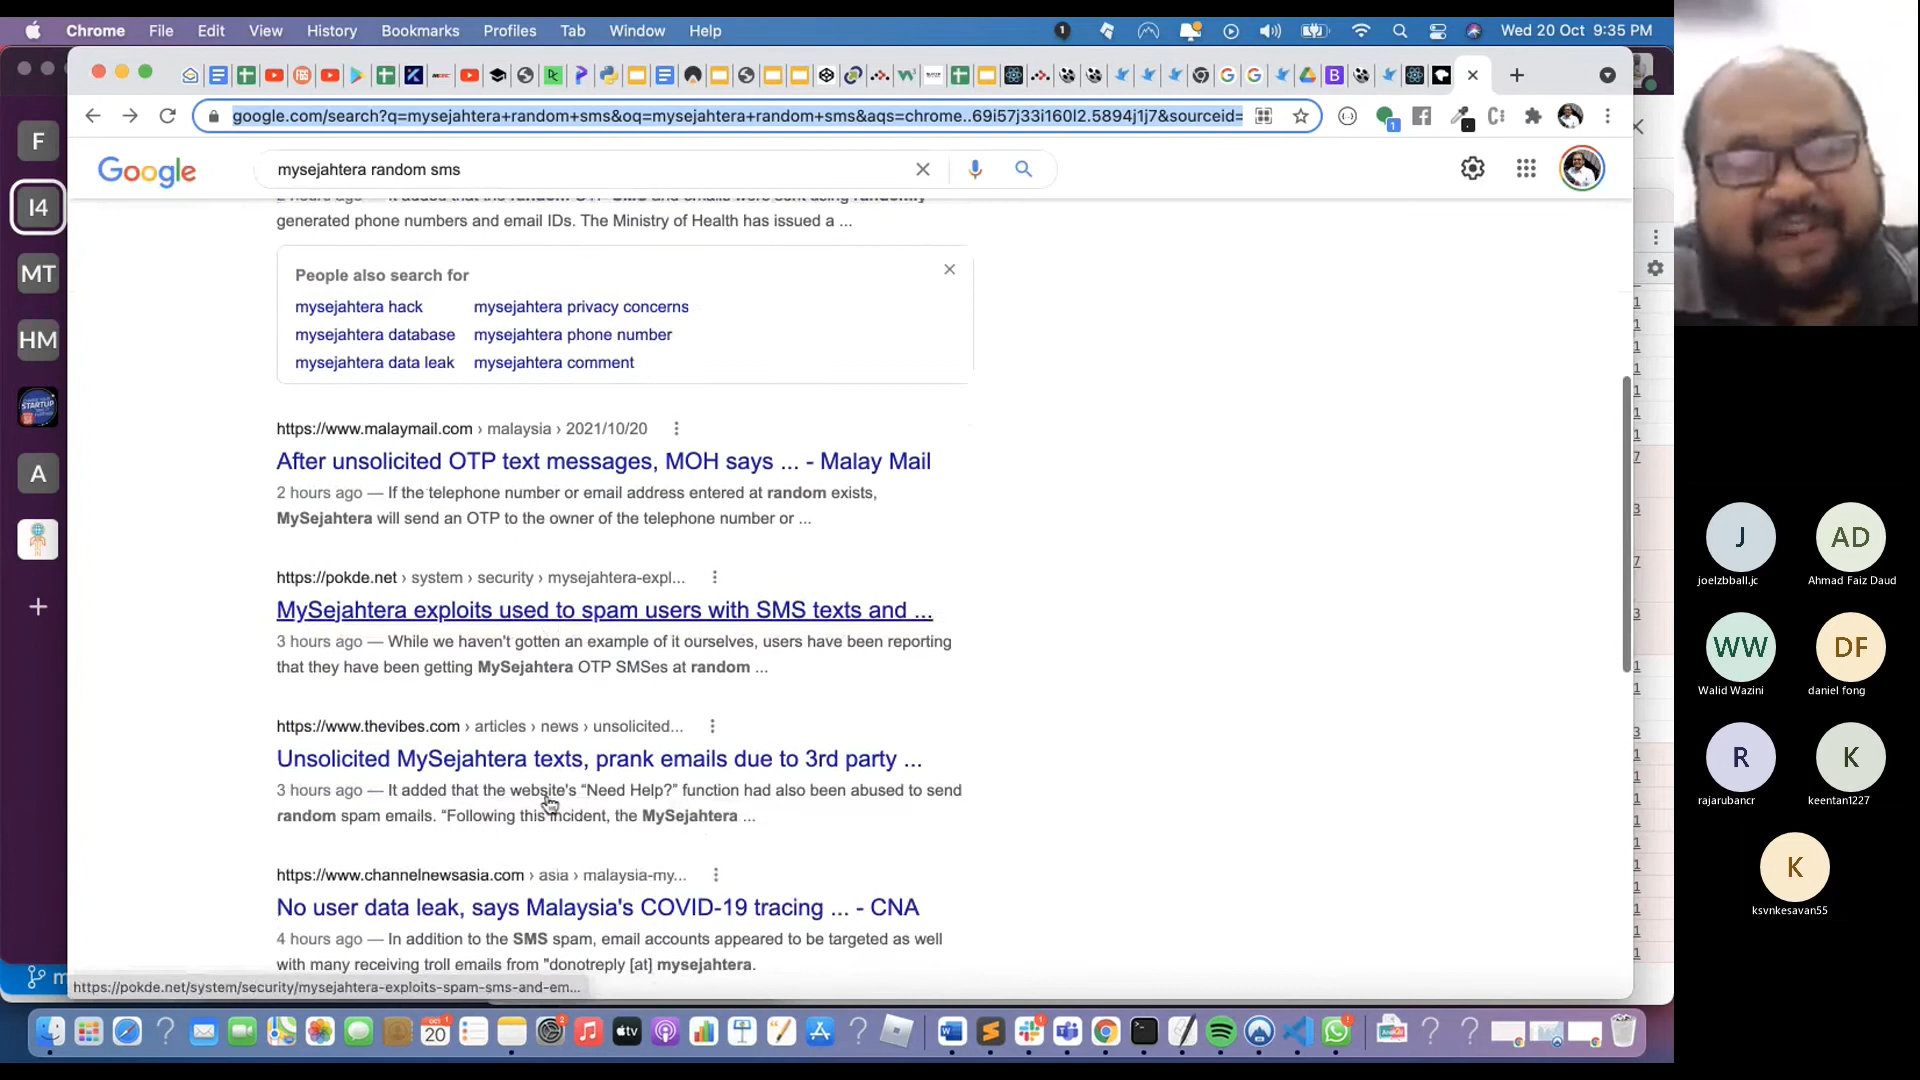 Chrome File Edit View History Bookmarks Profiles Tab Window Help
Wed 20 Oct 9:35 PM
google.com/search?q=mysejahtera+random+sms&oq=mysejahtera+random+sms&aqs=chrome..69i57j33i160l2.5894j1j7&sourceid=
Google
mysejahtera random sms
F
I4
MT
HM
A
generated phone numbers and email IDs. The Ministry of Health has issued a ...
People also search for
mysejahtera hack
mysejahtera privacy concerns
mysejahtera database
mysejahtera phone number
mysejahtera data leak
mysejahtera comment
https://www.malaymail.com › malaysia › 2021/10/20
After unsolicited OTP text messages, MOH says ... - Malay Mail
2 hours ago — If the telephone number or email address entered at random exists,
MySejahtera will send an OTP to the owner of the telephone number or ...
https://pokde.net › system › security › mysejahtera-expl...
MySejahtera exploits used to spam users with SMS texts and ...
3 hours ago — While we haven't gotten an example of it ourselves, users have been reporting
that they have been getting MySejahtera OTP SMSes at random ...
https://www.thevibes.com › articles › news › unsolicited...
Unsolicited MySejahtera texts, prank emails due to 3rd party ...
3 hours ago — It added that the website's “Need Help?” function had also been abused to send
random spam emails. “Following this incident, the MySejahtera ...
https://www.channelnewsasia.com › asia › malaysia-my...
No user data leak, says Malaysia's COVID-19 tracing ... - CNA
4 hours ago — In addition to the SMS spam, email accounts appeared to be targeted as well
with many receiving troll emails from "donotreply [at] mysejahtera.
https://pokde.net/system/security/mysejahtera-exploits-spam-sms-and-em...
J
joelzbball.jc
AD
Ahmad Faiz Daud
WW
Walid Wazini
DF
daniel fong
R
rajarubancr
K
keentan1227
K
ksvnkesavan55